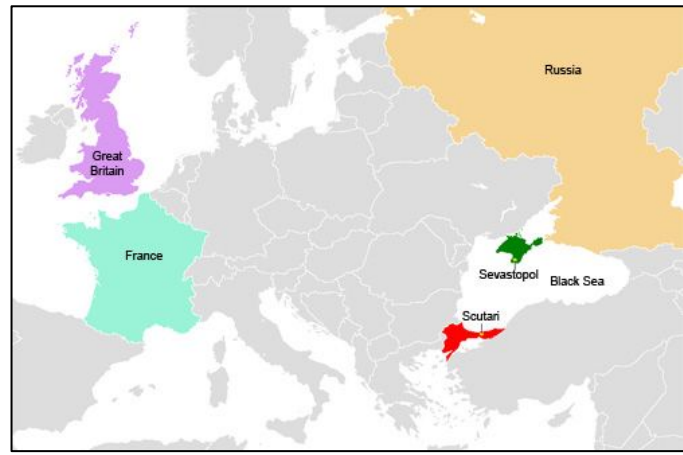 Russia
Great
Britain
France
Sevastopol
Black Sea
Scutari